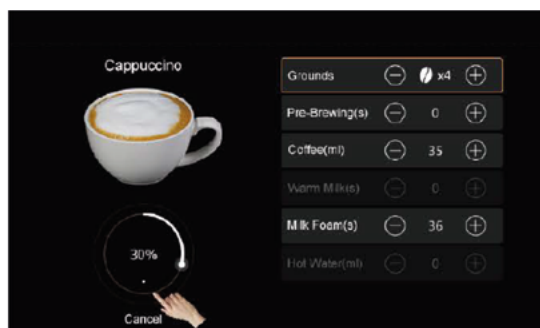 Cappuccino
30%
Cancel
Grounds x4
Pre-Brewing(s) 0
Coffee(ml) 35
Warm Milk(s) 0
Milk Foam(s) 36
Hot Water(ml) 0